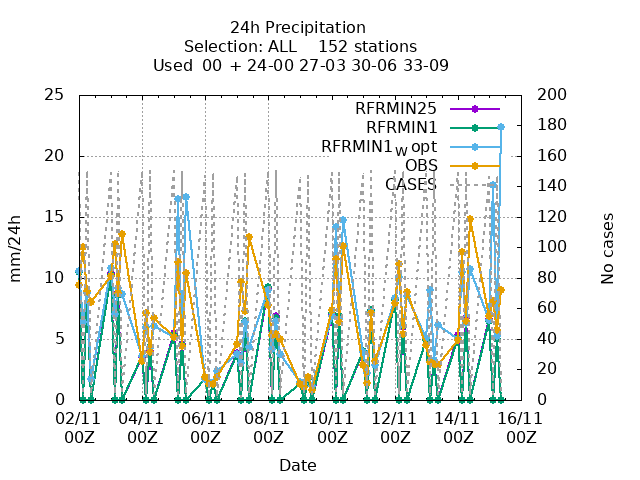 24h Precipitation
Selection: ALL 152 stations
Used 00 + 24-00 27-03 30-06 33-09
25
20
15
10
5
0
mm/24h
200
180
160
140
120
100
80
60
40
20
0
No cases
RFRMIN25
RFRMIN1
RFRMIN1w opt
OBS
CASES
02/11 04/11 06/11 08/11 10/11 12/11 14/11 16/11
00Z 00Z 00Z 00Z 00Z 00Z 00Z 00Z
Date